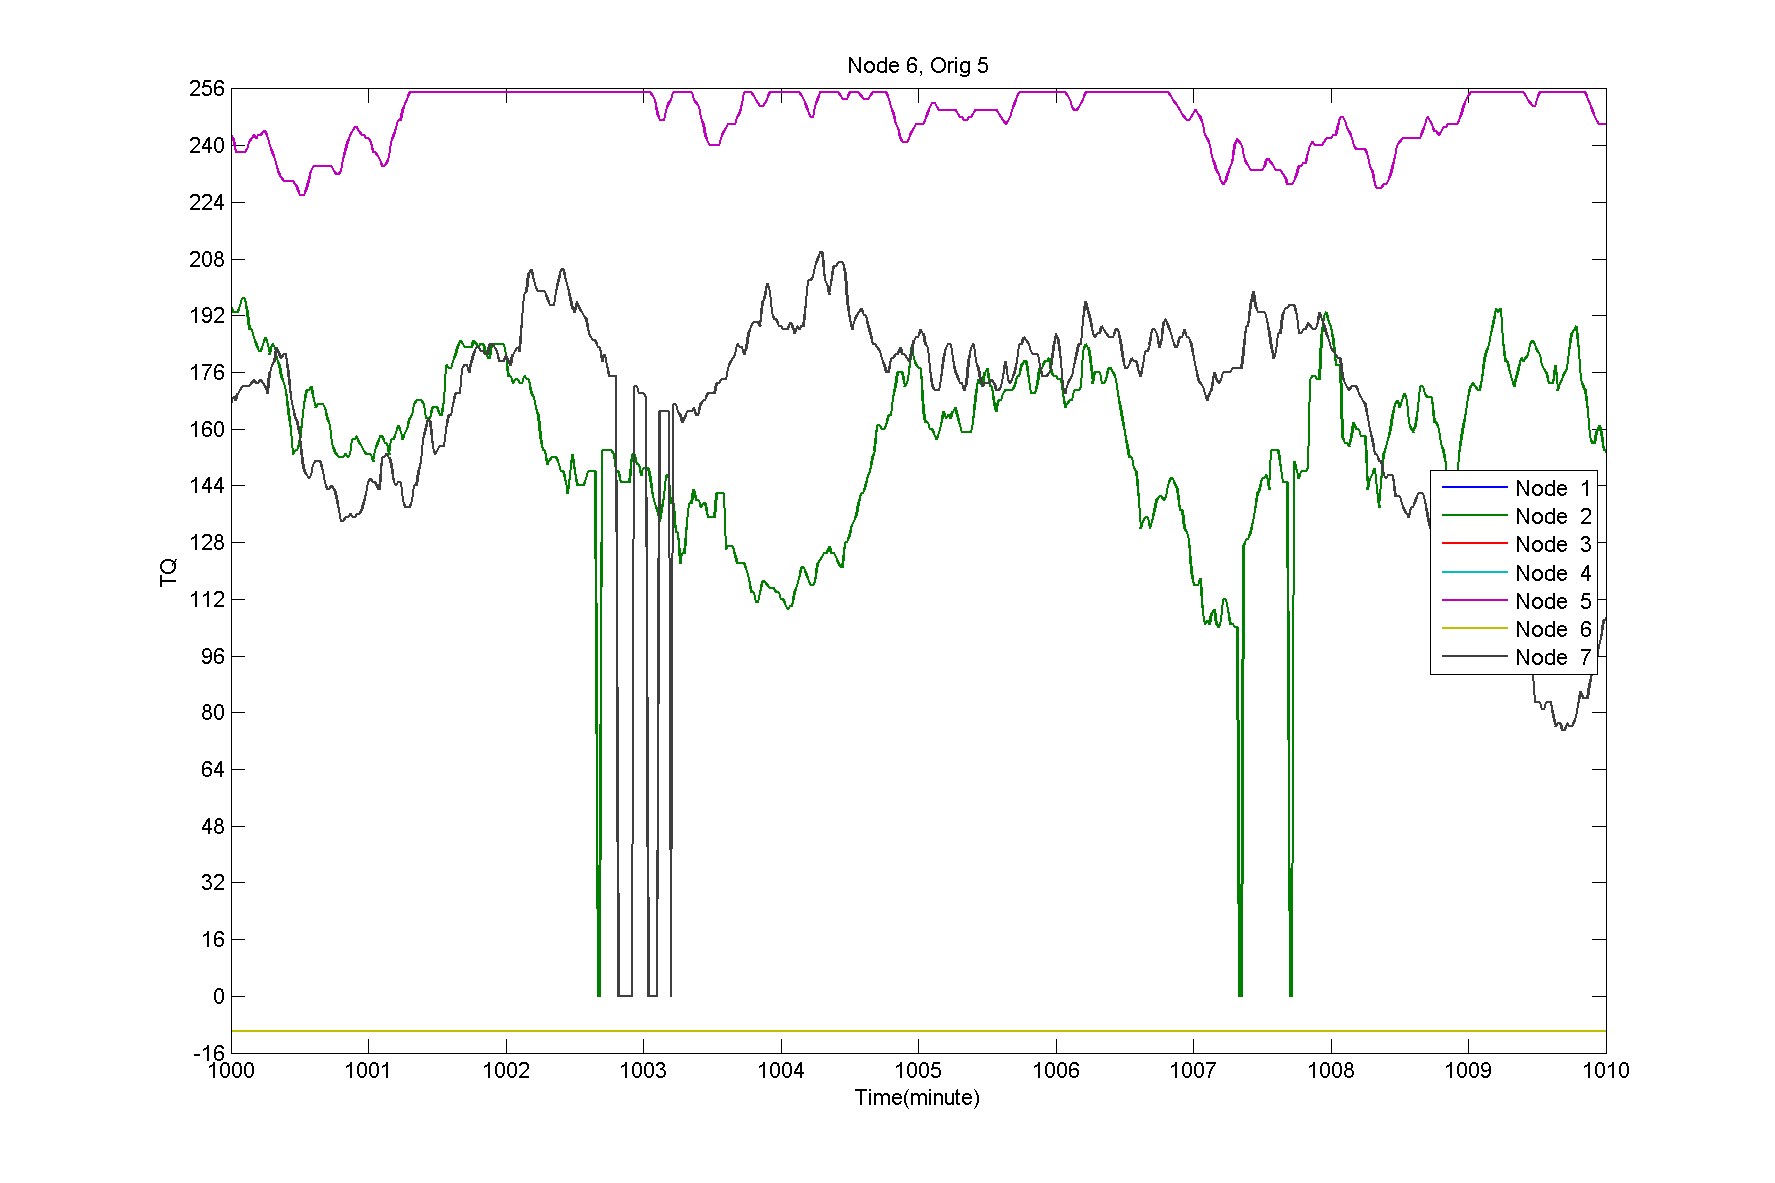 Node 6, Orig 5
256
240
224
208
192
176
160
144
128
112
96
80
64
48
32
16
0
-16
TQ
Node 1
Node 2
Node 3
Node 4
Node 5
Node 6
Node 7
1000 1001 1002 1003 1004 1005 1006 1007 1008 1009 1010
Time(minute)